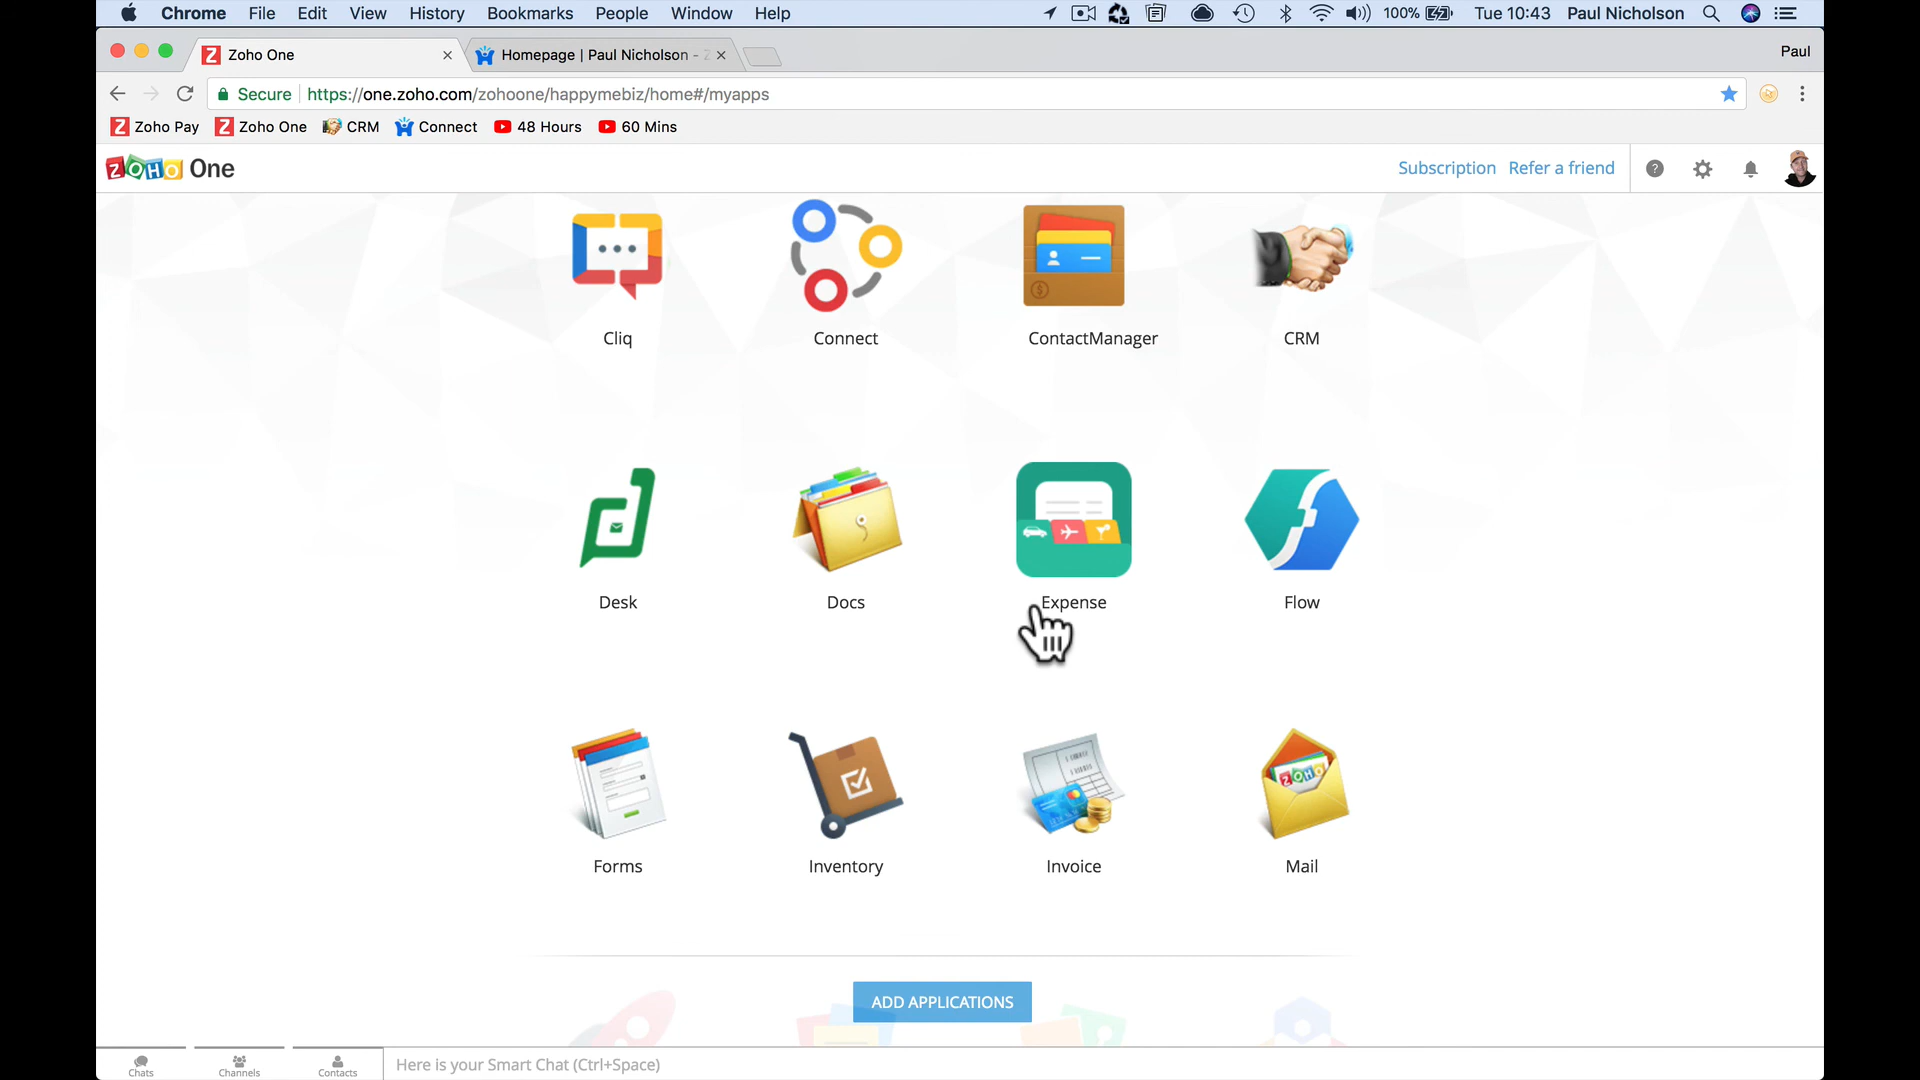 Chrome File Edit View History Bookmarks People Window Help 100% Tue 10:43 Paul Nicholson
Zoho One Homepage | Paul Nicholson - Z Paul
Secure https://one.zoho.com/zohoone/happymebiz/home#/myapps
Zoho Pay Zoho One CRM Connect 48 Hours 60 Mins
ZOHO One Subscription Refer a friend
Cliq Connect ContactManager CRM
Desk Docs Expense Flow
ZOHO
Forms Inventory Invoice Mail
ADD APPLICATIONS
Chats Channels Contacts Here is your Smart Chat (Ctrl+Space)